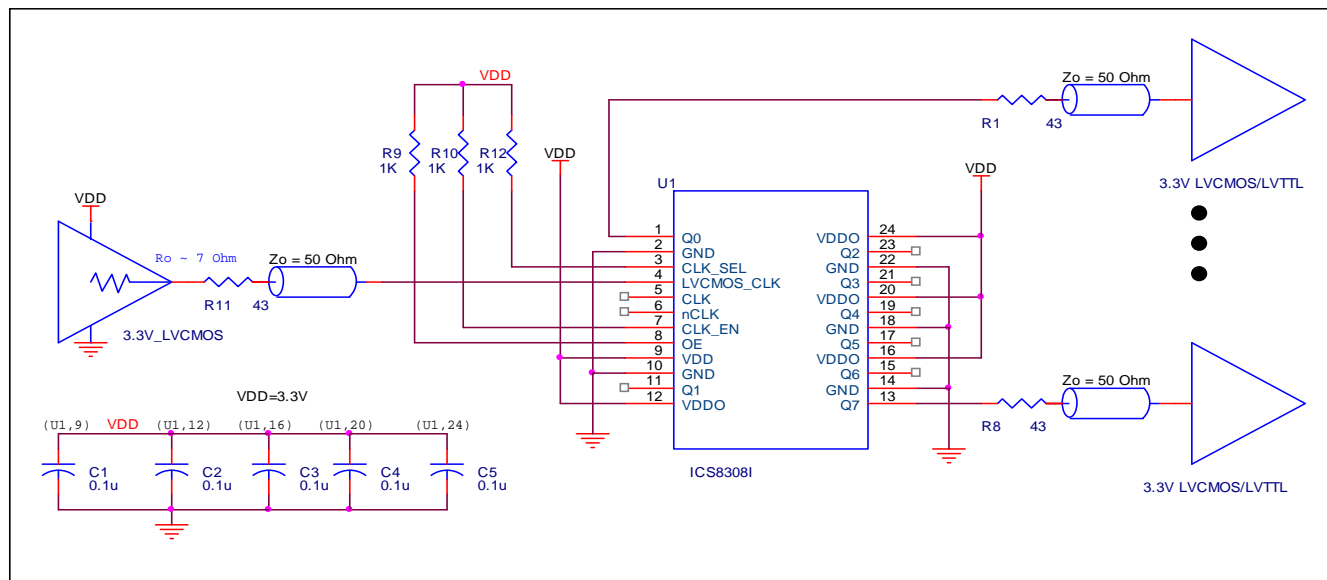 VDD
R9
1K
R10
1K
R12
1K
VDD
Zo = 50 Ohm
R1 43
3.3V LVCMOS/LVTTL
VDD
U1
VDD
Ro ~ 7 Ohm
Zo = 50 Ohm
R11 43
3.3V_LVCMOS
1 Q0
2 GND
3 CLK_SEL
4 LVCMOS_CLK
5 CLK
6 nCLK
7 CLK_EN
8 OE
9 VDD
10 GND
11 Q1
12 VDDO
VDDO 24
Q2 23
GND 22
Q3 21
VDDO 20
Q4 19
GND 18
Q5 17
VDDO 16
Q6 15
GND 14
Q7 13
ICS8308I
Zo = 50 Ohm
R8 43
3.3V LVCMOS/LVTTL
VDD=3.3V
(U1,9) VDD (U1,12) (U1,16) (U1,20) (U1,24)
C1
0.1u
C2
0.1u
C3
0.1u
C4
0.1u
C5
0.1u